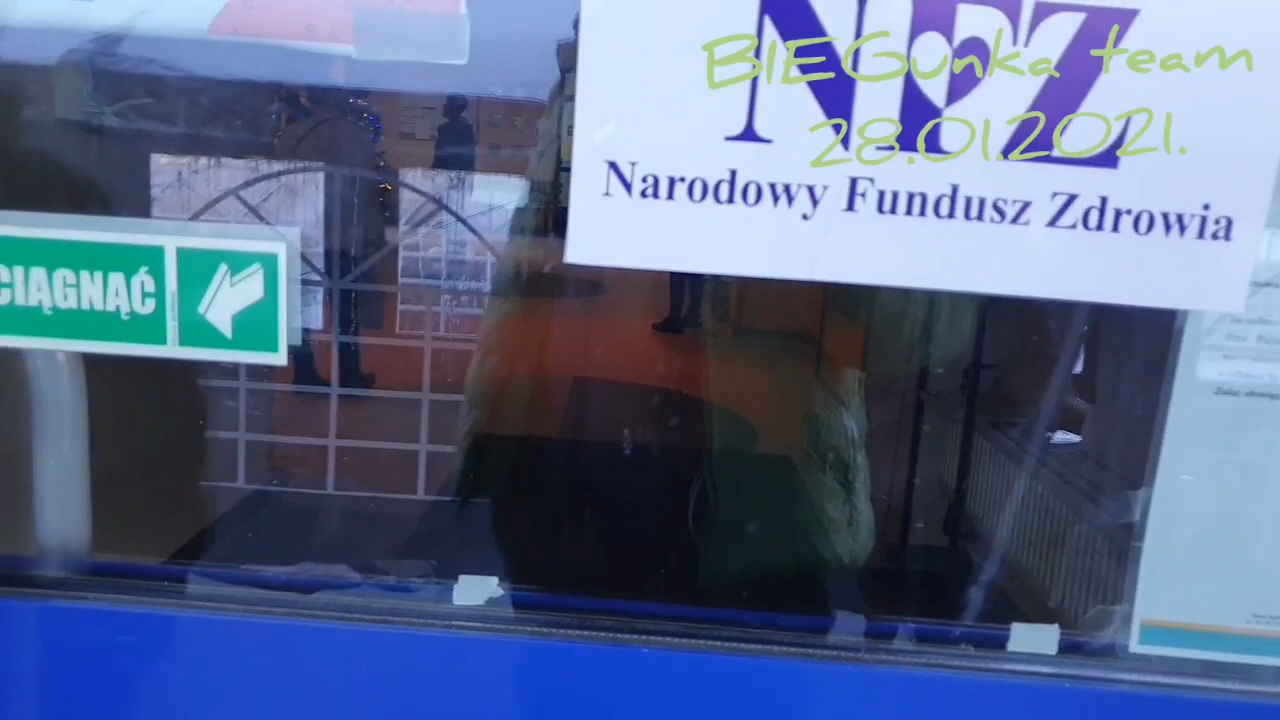 NFZ
BIEGunka team
28.01.2021.
Narodowy Fundusz Zdrowia
CIĄGNĄĆ